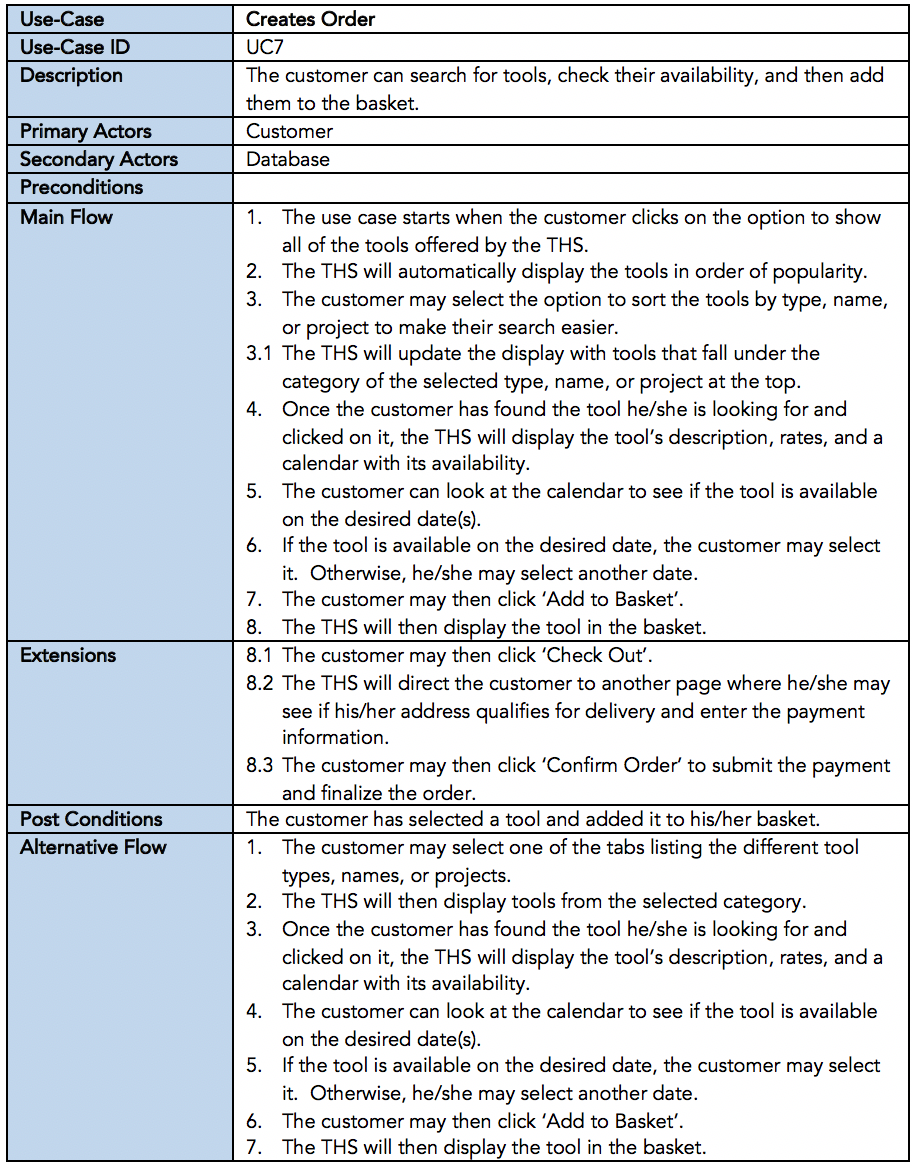 Use-Case Creates Order
Use-Case ID UC7
Description The customer can search for tools, check their availability, and then add
them to the basket.
Primary Actors Customer
Secondary Actors Database
Preconditions
Main Flow 1. The use case starts when the customer clicks on the option to show
all of the tools offered by the THS.
2. The THS will automatically display the tools in order of popularity.
3. The customer may select the option to sort the tools by type, name,
or project to make their search easier.
3.1 The THS will update the display with tools that fall under the
category of the selected type, name, or project at the top.
4. Once the customer has found the tool he/she is looking for and
clicked on it, the THS will display the tool’s description, rates, and a
calendar with its availability.
5. The customer can look at the calendar to see if the tool is available
on the desired date(s).
6. If the tool is available on the desired date, the customer may select
it. Otherwise, he/she may select another date.
7. The customer may then click ‘Add to Basket’.
8. The THS will then display the tool in the basket.
Extensions 8.1 The customer may then click ‘Check Out’.
8.2 The THS will direct the customer to another page where he/she may
see if his/her address qualifies for delivery and enter the payment
information.
8.3 The customer may then click ‘Confirm Order’ to submit the payment
and finalize the order.
Post Conditions The customer has selected a tool and added it to his/her basket.
Alternative Flow 1. The customer may select one of the tabs listing the different tool
types, names, or projects.
2. The THS will then display tools from the selected category.
3. Once the customer has found the tool he/she is looking for and
clicked on it, the THS will display the tool’s description, rates, and a
calendar with its availability.
4. The customer can look at the calendar to see if the tool is available
on the desired date(s).
5. If the tool is available on the desired date, the customer may select
it. Otherwise, he/she may select another date.
6. The customer may then click ‘Add to Basket’.
7. The THS will then display the tool in the basket.